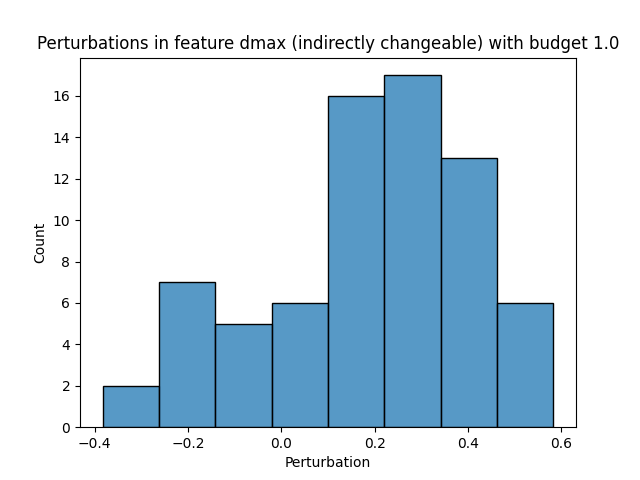 Perturbations in feature dmax (indirectly changeable) with budget 1.0
16
14
12
10
8
6
4
2
0
Count
−0.4 −0.2 0.0 0.2 0.4 0.6
Perturbation